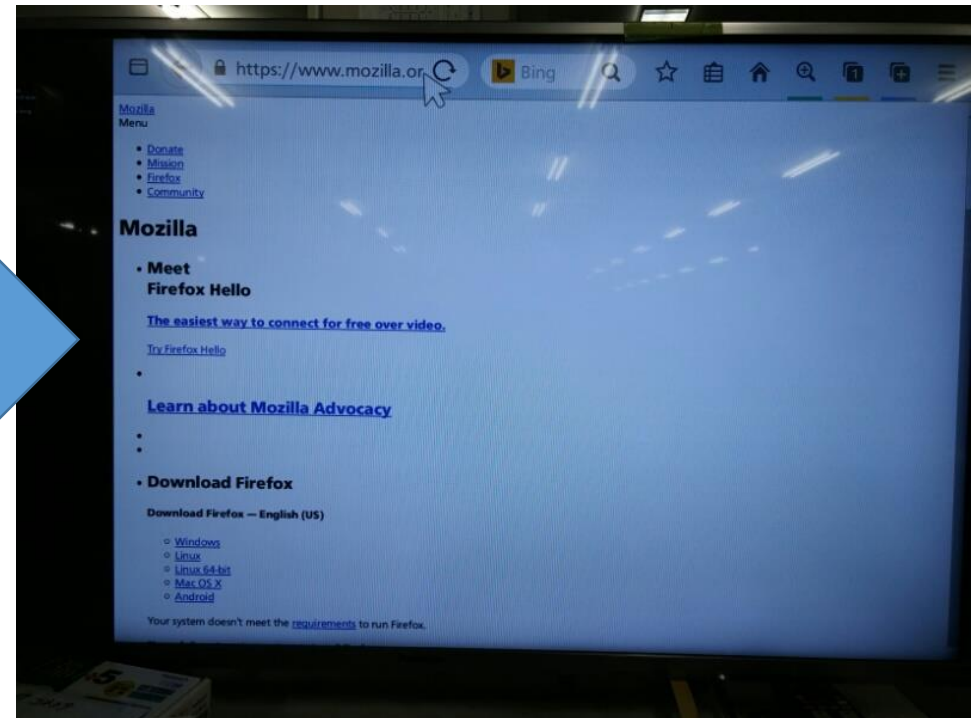 https://www.mozilla.or
Bing
1
Mozilla
Menu
Donate
Mission
Firefox
Community
Mozilla
Meet
Firefox Hello
The easiest way to connect for free over video.
Try Firefox Hello
Learn about Mozilla Advocacy
Download Firefox
Download Firefox — English (US)
Windows
Linux
Linux 64-bit
Mac OS X
Android
Your system doesn't meet the requirements to run Firefox.